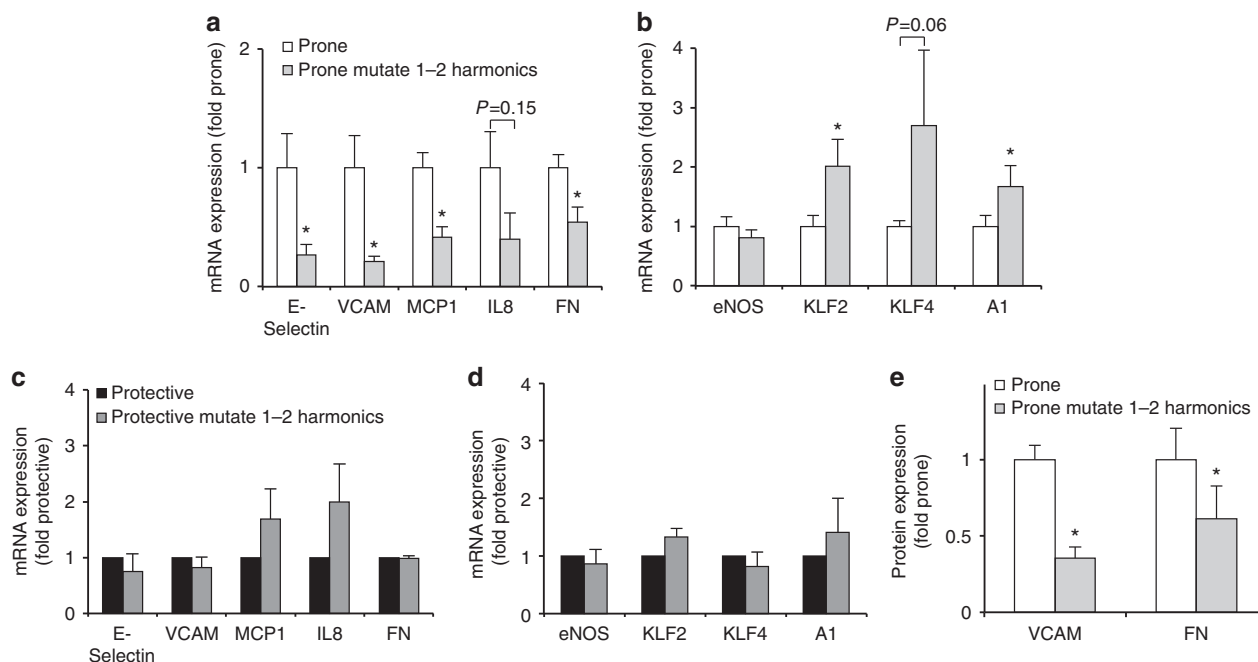 a
2
1
0
mRNA expression (fold prone)
Prone
Prone mutate 1–2 harmonics
P=0.15
*
*
*
*
E-
Selectin
VCAM
MCP1
IL8
FN
b
4
3
2
1
0
mRNA expression (fold prone)
P=0.06
*
*
eNOS
KLF2
KLF4
A1
c
4
3
2
1
0
mRNA expression
(fold protective)
Protective
Protective mutate 1–2 harmonics
E-
Selectin
VCAM
MCP1
IL8
FN
d
4
3
2
1
0
mRNA expression
(fold protective)
eNOS
KLF2
KLF4
A1
e
1
0.5
0
Protein expression
(fold prone)
Prone
Prone mutate 1–2 harmonics
*
*
VCAM
FN